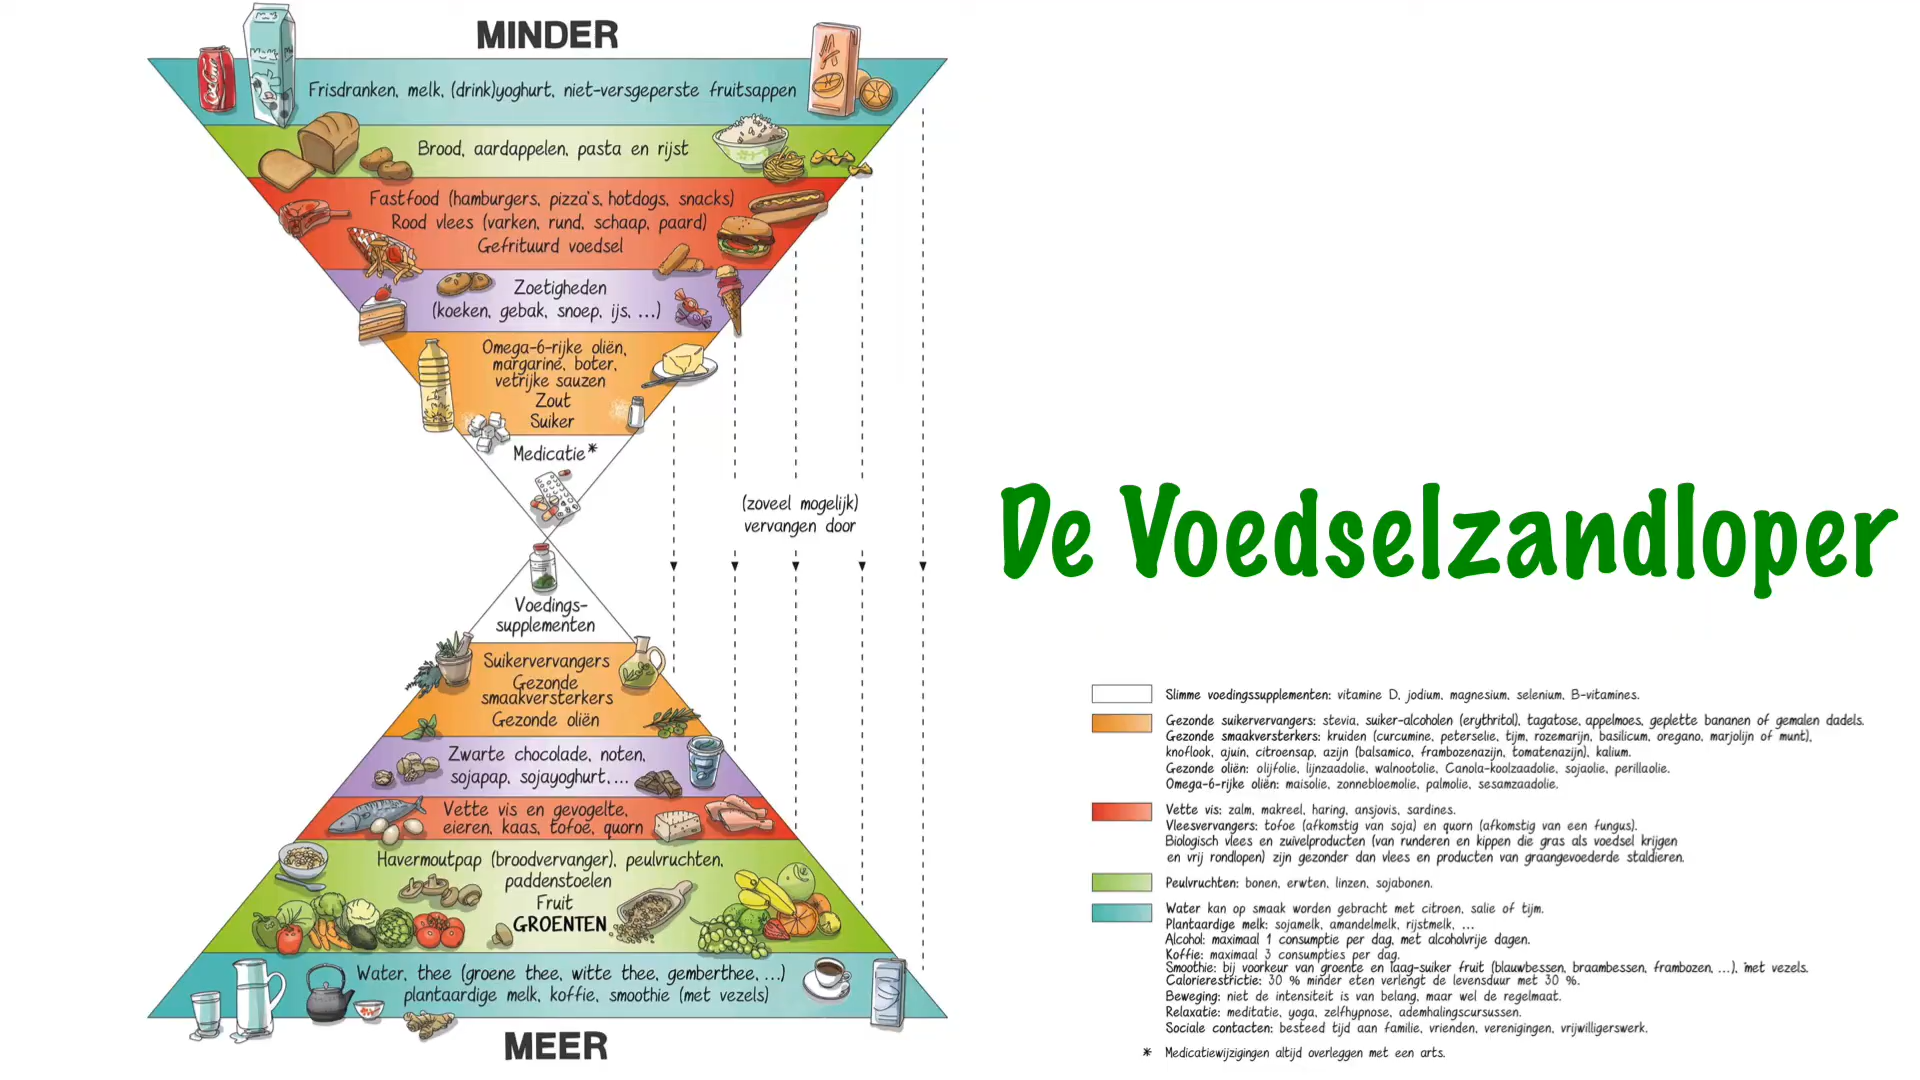 MINDER
Frisdranken, melk, (drink)yoghurt, niet-versgeperste fruitsappen
Brood, aardappelen, pasta en rijst
Fastfood (hamburgers, pizza's, hotdogs, snacks)
Rood vlees (varken, rund, schaap, paard)
Gefrituurd voedsel
Zoetigheden
(koeken, gebak, snoep, ijs, ...)
Omega-6-rijke oliën,
margarine, boter,
vetrijke sauzen
Zout
Suiker
Medicatie*
(zoveel mogelijk)
vervangen door
Voedings-
supplementen
Suikervervangers
Gezonde
smaakversterkers
Gezonde oliën
Zwarte chocolade, noten,
sojapap, sojayoghurt, ...
Vette vis en gevogelte,
eieren, kaas, tofoe, quorn
Havermoutpap (broodvervanger), peulvruchten,
paddenstoelen
Fruit
GROENTEN
Water, thee (groene thee, witte thee, gemberthee, ...)
plantaardige melk, koffie, smoothie (met vezels)
MEER
De Voedselzandloper
Slimme voedingssupplementen: vitamine D, jodium, magnesium, selenium, B-vitamines.
Gezonde suikervervangers: stevia, suiker-alcoholen (erythritol), tagatose, appelmoes, geplette bananen of gemalen dadels.
Gezonde smaakversterkers: kruiden (curcumine, peterselie, tijm, rozemarijn, basilicum, oregano, marjolijn of munt),
knoflook, ajuin, citroensap, azijn (balsamico, frambozenazijn, tomatenazijn), kalium.
Gezonde oliën: olijfolie, lijnzaadolie, walnootolie, Canola-koolzaadolie, sojaolie, perillaolie.
Omega-6-rijke oliën: maisolie, zonnebloemolie, palmolie, sesamzaadolie.
Vette vis: zalm, makreel, haring, ansjovis, sardines.
Vleesvervangers: tofoe (afkomstig van soja) en quorn (afkomstig van een fungus).
Biologisch vlees en zuivelproducten (van runderen en kippen die gras als voedsel krijgen
en vrij rondlopen) zijn gezonder dan vlees en producten van graangevoederde staldieren.
Peulvruchten: bonen, erwten, linzen, sojabonen.
Water kan op smaak worden gebracht met citroen, salie of tijm.
Plantaardige melk: sojamelk, amandelmelk, rijstmelk, ...
Alcohol: maximaal 1 consumptie per dag, met alcoholvrije dagen.
Koffie: maximaal 3 consumpties per dag.
Smoothie: bij voorkeur van groente en laag-suiker fruit (blauwbessen, braambessen, frambozen, ...), met vezels.
Calorierestrictie: 30 % minder eten verlengt de levensduur met 30 %.
Beweging: niet de intensiteit is van belang, maar wel de regelmaat.
Relaxatie: meditatie, yoga, zelfhypnose, ademhalingscursussen.
Sociale contacten: besteed tijd aan familie, vrienden, verenigingen, vrijwilligerswerk.
* Medicatiewijzigingen altijd overleggen met een arts.